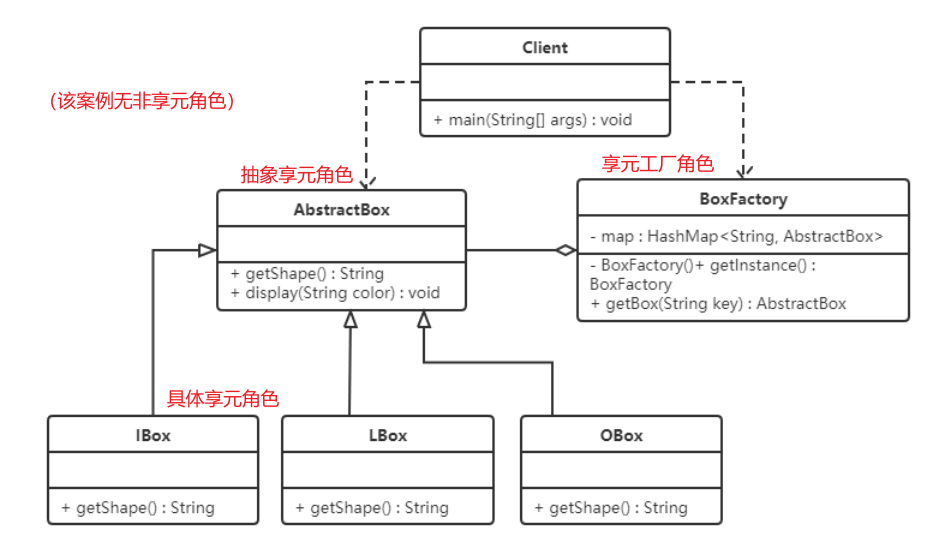 Client
(该案例无非享元角色)
+ main(String[] args) : void
抽象享元角色
享元工厂角色
AbstractBox
BoxFactory
- map : HashMap<String, AbstractBox>
+ getShape() : String
+ display(String color) : void
- BoxFactory()+ getInstance() :
BoxFactory
+ getBox(String key) : AbstractBox
具体享元角色
IBox
LBox
OBox
+ getShape() : String
+ getShape() : String
+ getShape() : String